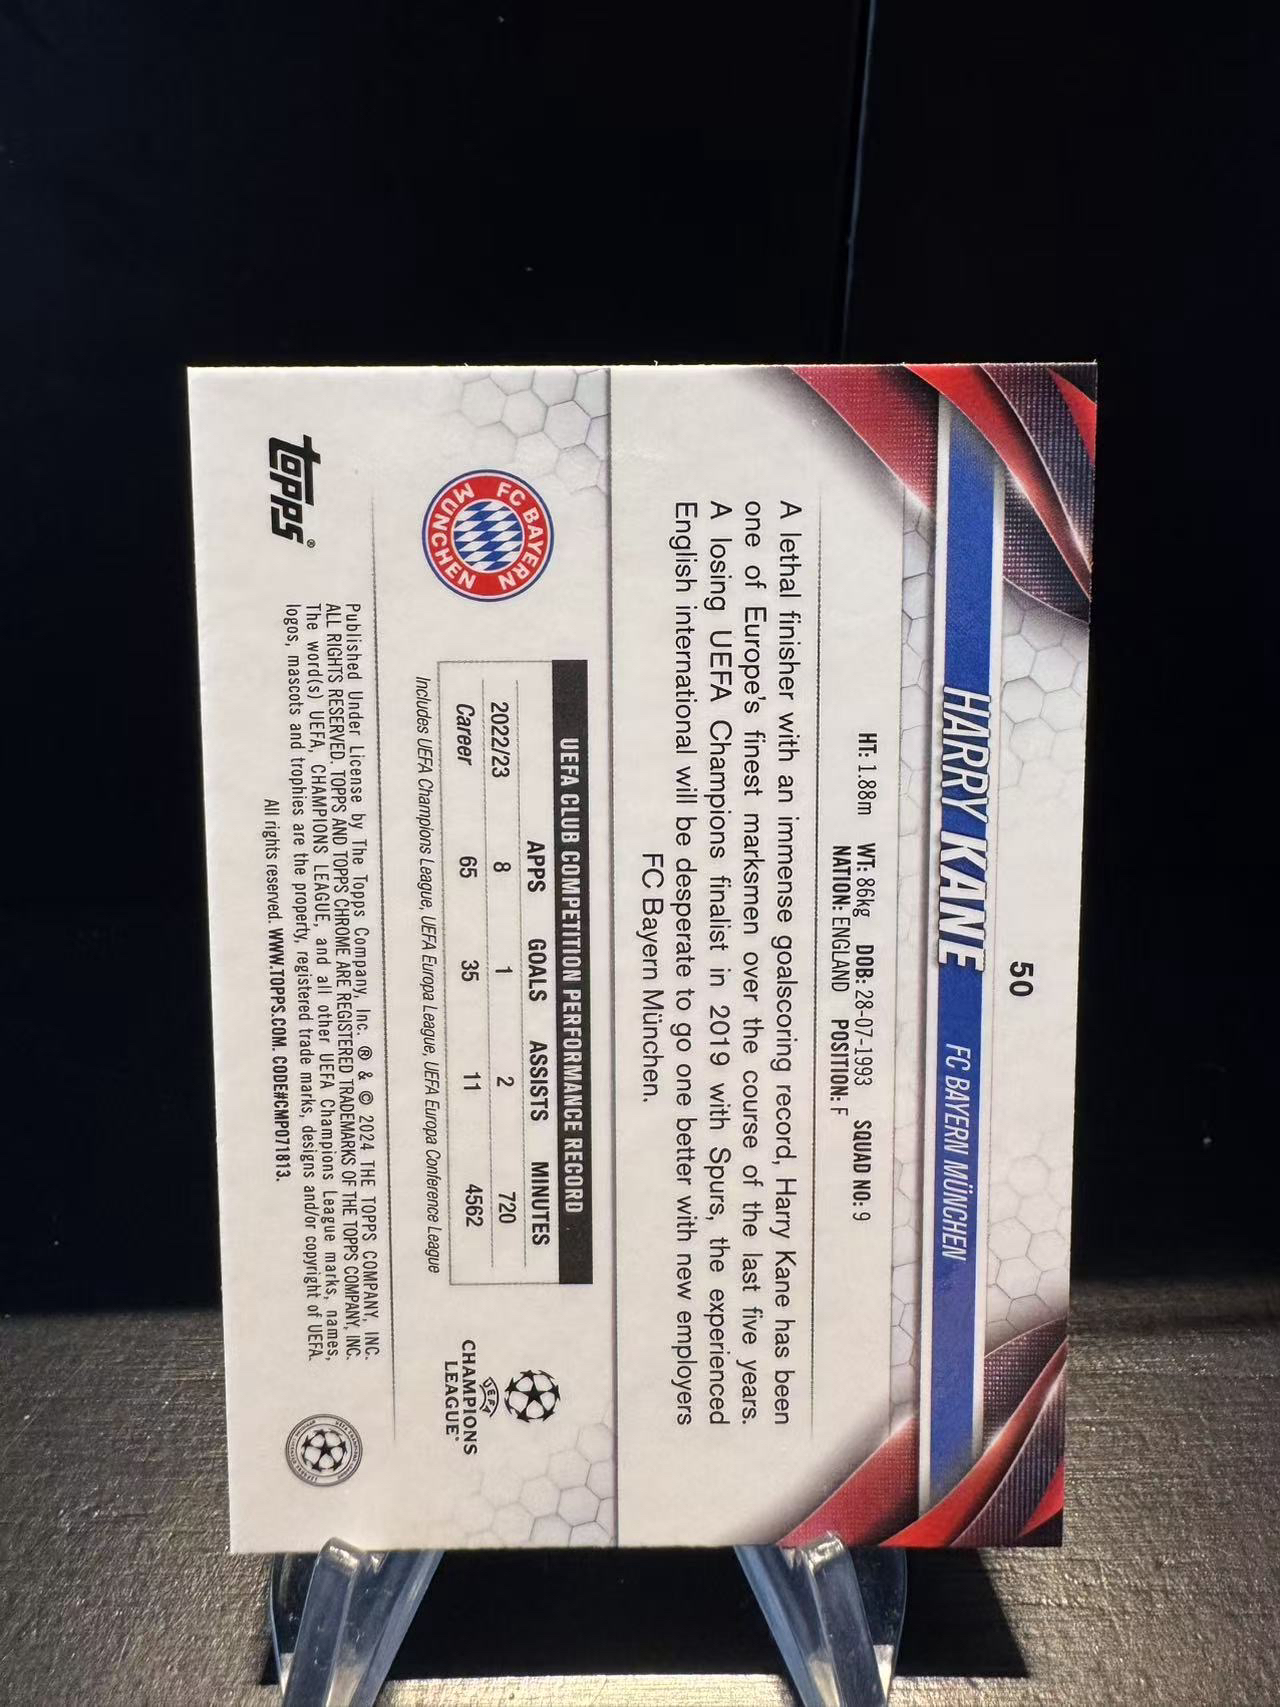 50
HARRY KANE FC BAYERN MÜNCHEN
HT: 1.88m WT: 86kg DOB: 28-07-1993 SQUAD NO: 9
NATION: ENGLAND POSITION: F
A lethal finisher with an immense goalscoring record, Harry Kane has been
one of Europe's finest marksmen over the course of the last five years.
A losing UEFA Champions finalist in 2019 with Spurs, the experienced
English international will be desperate to go one better with new employers
FC Bayern München.
FC BAYERN
MÜNCHEN
UEFA CLUB COMPETITION PERFORMANCE RECORD
APPS GOALS ASSISTS MINUTES
2022/23 8 1 2 720
Career 65 35 11 4562
Includes UEFA Champions League, UEFA Europa League, UEFA Europa Conference League
UEFA
CHAMPIONS
LEAGUE®
topps®
Published Under License by The Topps Company, Inc. ® & © 2024 THE TOPPS COMPANY, INC.
ALL RIGHTS RESERVED. TOPPS AND TOPPS CHROME ARE REGISTERED TRADEMARKS OF THE TOPPS COMPANY, INC.
The word(s) UEFA, CHAMPIONS LEAGUE, and all other UEFA Champions League marks, names,
logos, mascots and trophies are the property, registered trade marks, designs and/or copyright of UEFA.
All rights reserved. WWW.TOPPS.COM. CODE#CMP071813.